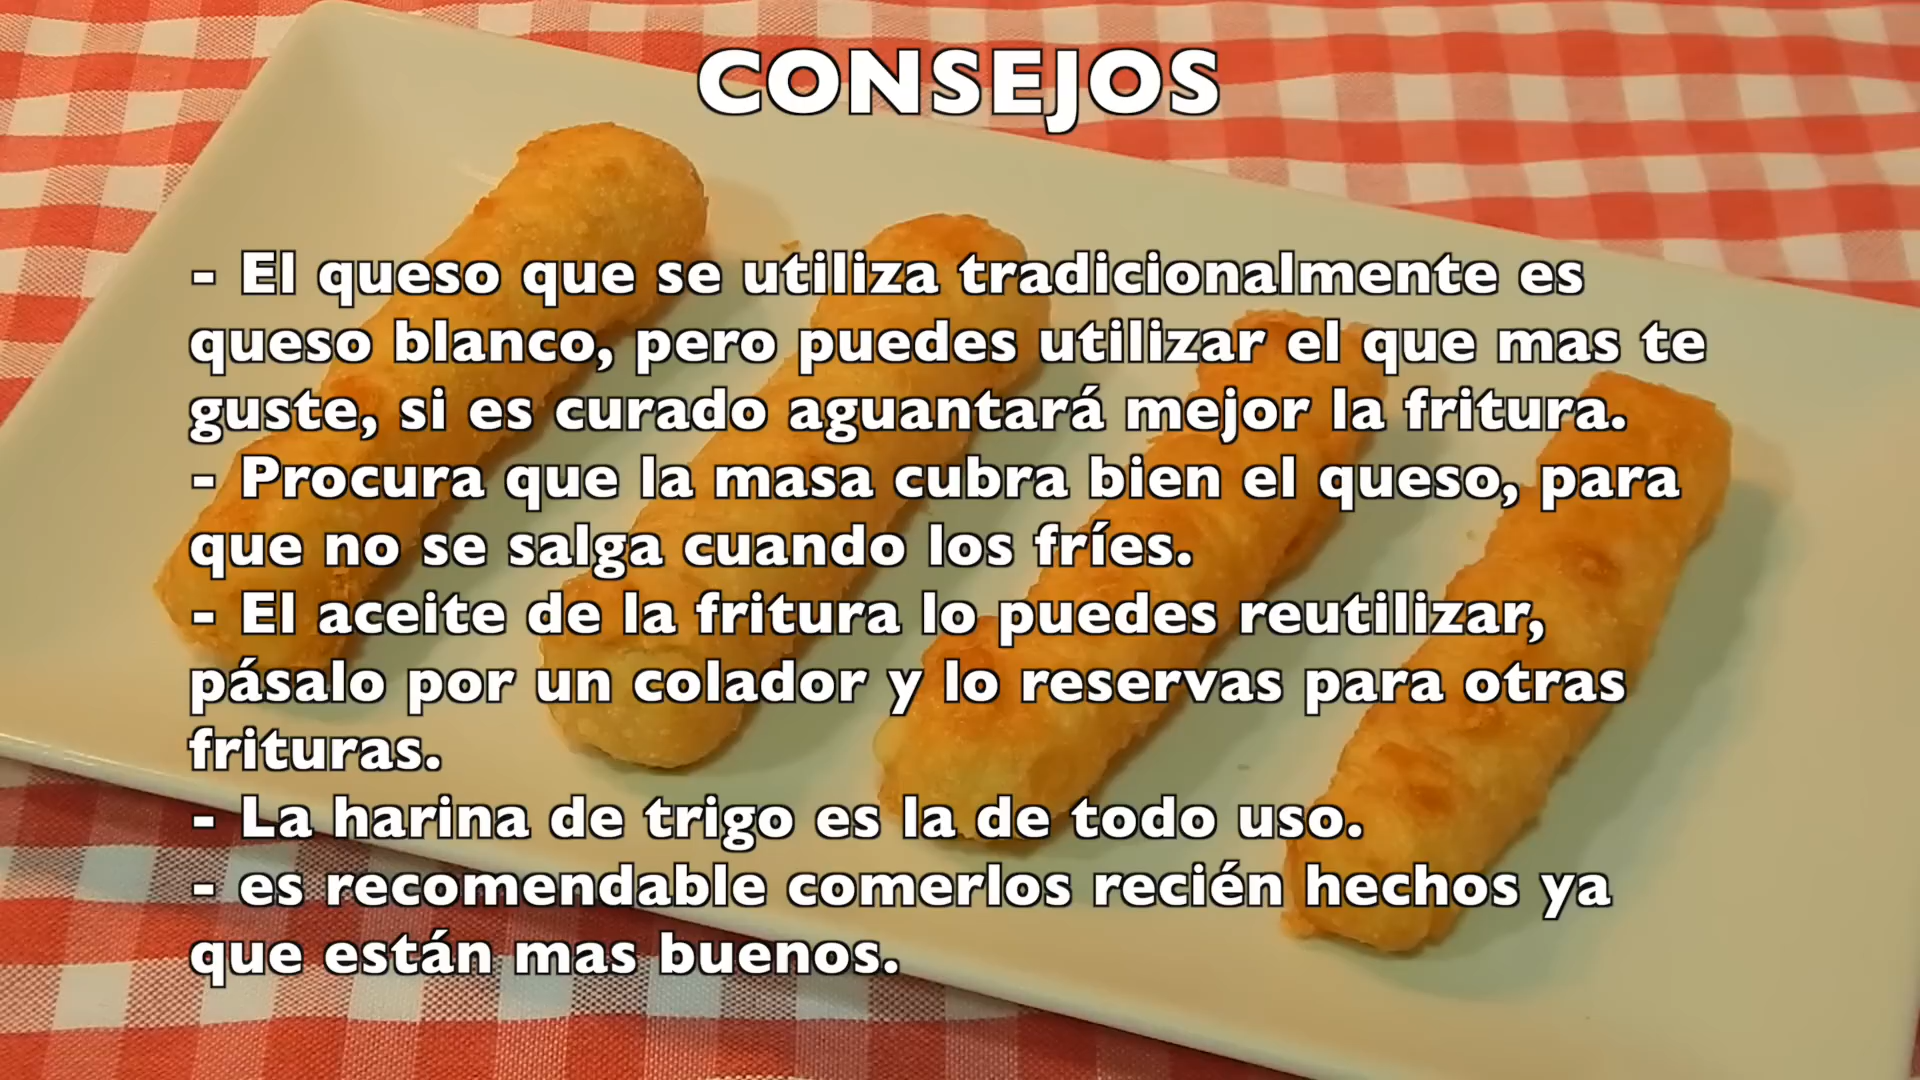 CONSEJOS
- El queso que se utiliza tradicionalmente es
queso blanco, pero puedes utilizar el que mas te
guste, si es curado aguantará mejor la fritura.
- Procura que la masa cubra bien el queso, para
que no se salga cuando los fríes.
- El aceite de la fritura lo puedes reutilizar,
pásalo por un colador y lo reservas para otras
frituras.
- La harina de trigo es la de todo uso.
- es recomendable comerlos recién hechos ya
que están mas buenos.